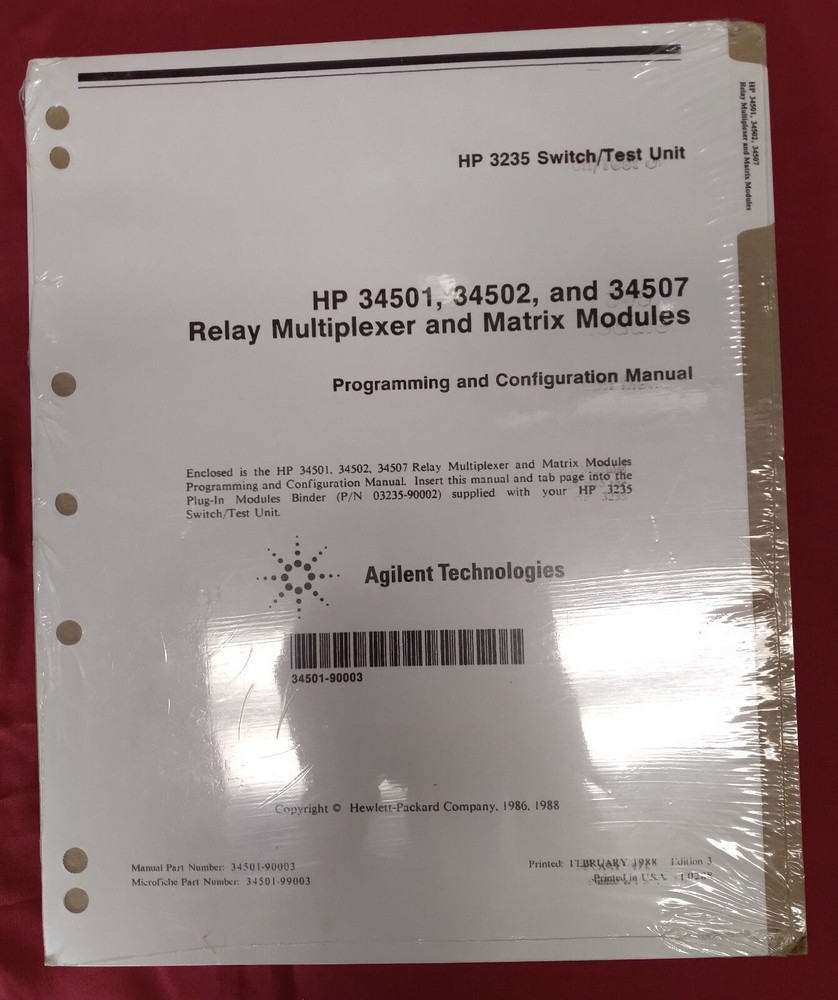 HP 34501, 34502, 34507
Relay Multiplexer and Matrix Modules
HP 3235 Switch/Test Unit
HP 34501, 34502, and 34507
Relay Multiplexer and Matrix Modules
Programming and Configuration Manual
Enclosed is the HP 34501, 34502, 34507 Relay Multiplexer and Matrix Modules
Programming and Configuration Manual. Insert this manual and tab page into the
Plug-In Modules Binder (P/N 03235-90002) supplied with your HP 3235
Switch/Test Unit.
Agilent Technologies
34501-90003
Copyright © Hewlett-Packard Company, 1986, 1988
Manual Part Number: 34501-90003
Microfiche Part Number: 34501-99003
Printed: FEBRUARY 1988 Edition 3
Printed in U.S.A.